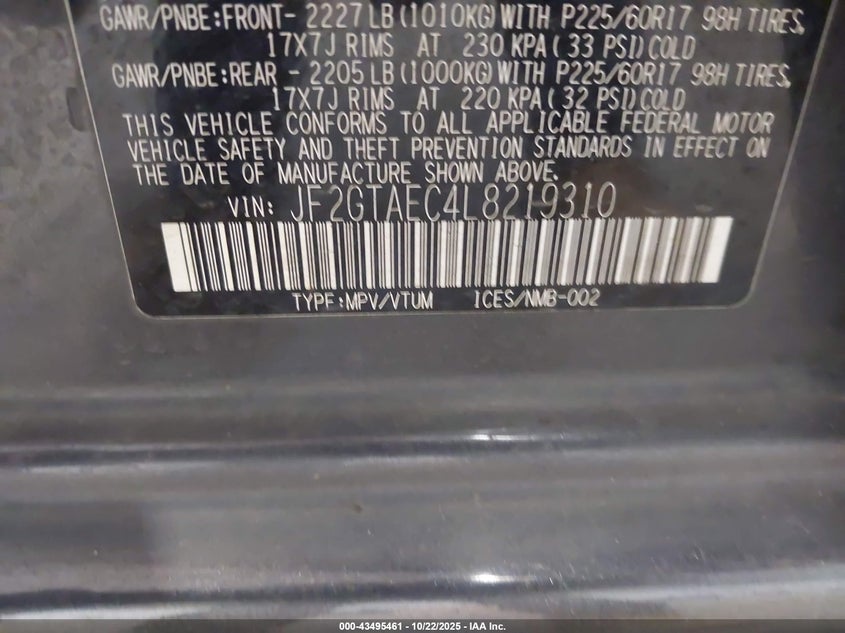 GAWR/PNBE:FRONT- 2227 LB (1010KG) WITH P225/60R17 98H TIRES,
17X7J RIMS AT 230 KPA (33 PSI) COLD
GAWR/PNBE:REAR - 2205 LB (1000KG) WITH P225/60R17 98H TIRES,
17X7J RIMS AT 220 KPA (32 PSI) COLD
THIS VEHICLE CONFORMS TO ALL APPLICABLE FEDERAL MOTOR
VEHICLE SAFETY AND THEFT PREVENTION STANDARDS IN EFFECT ON
THE DATE OF MANUFACTURE SHOWN ABOVE.
VIN: JF2GTAEC4L8219310
TYPE:MPV/VTUM ICES/NMB-002
000-43495461 - 10/22/2025 - IAA Inc.